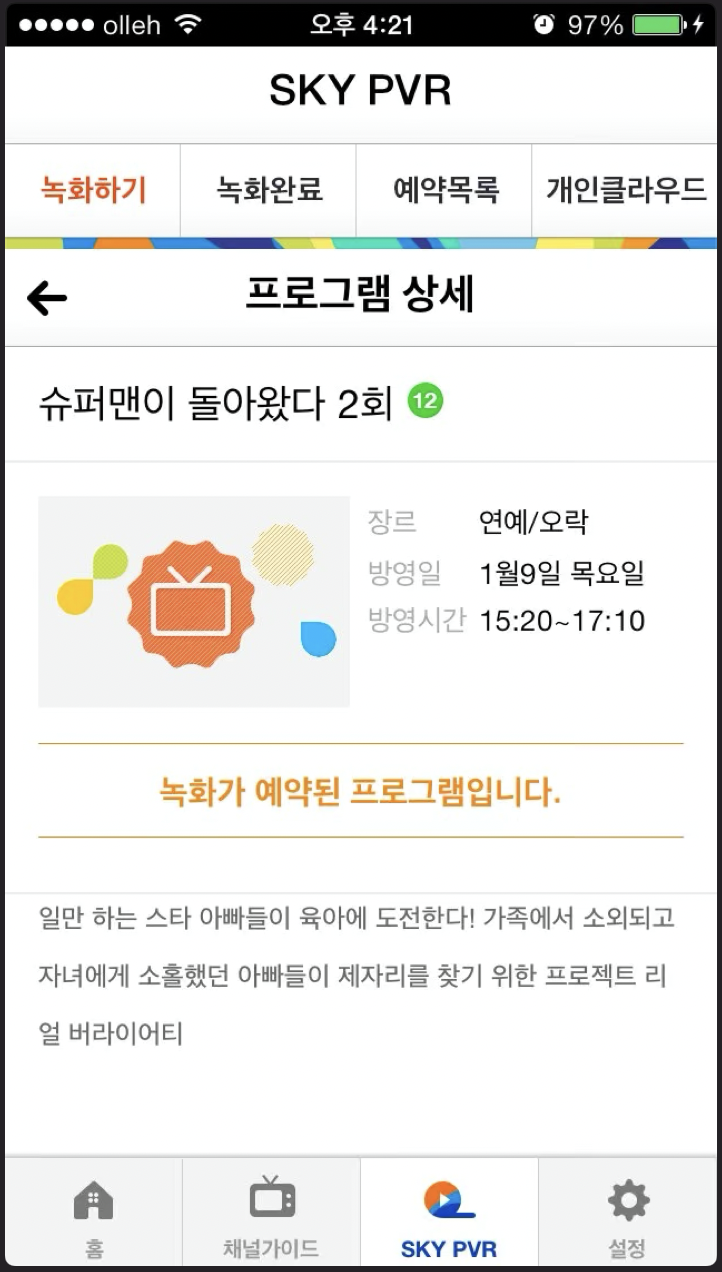 olleh 오후 4:21 97%
SKY PVR
녹화하기 녹화완료 예약목록 개인클라우드
프로그램 상세
슈퍼맨이 돌아왔다 2회 12
장르 연예/오락
방영일 1월9일 목요일
방영시간 15:20~17:10
녹화가 예약된 프로그램입니다.
일만 하는 스타 아빠들이 육아에 도전한다! 가족에서 소외되고
자녀에게 소홀했던 아빠들이 제자리를 찾기 위한 프로젝트 리
얼 버라이어티
홈 채널가이드 SKY PVR 설정